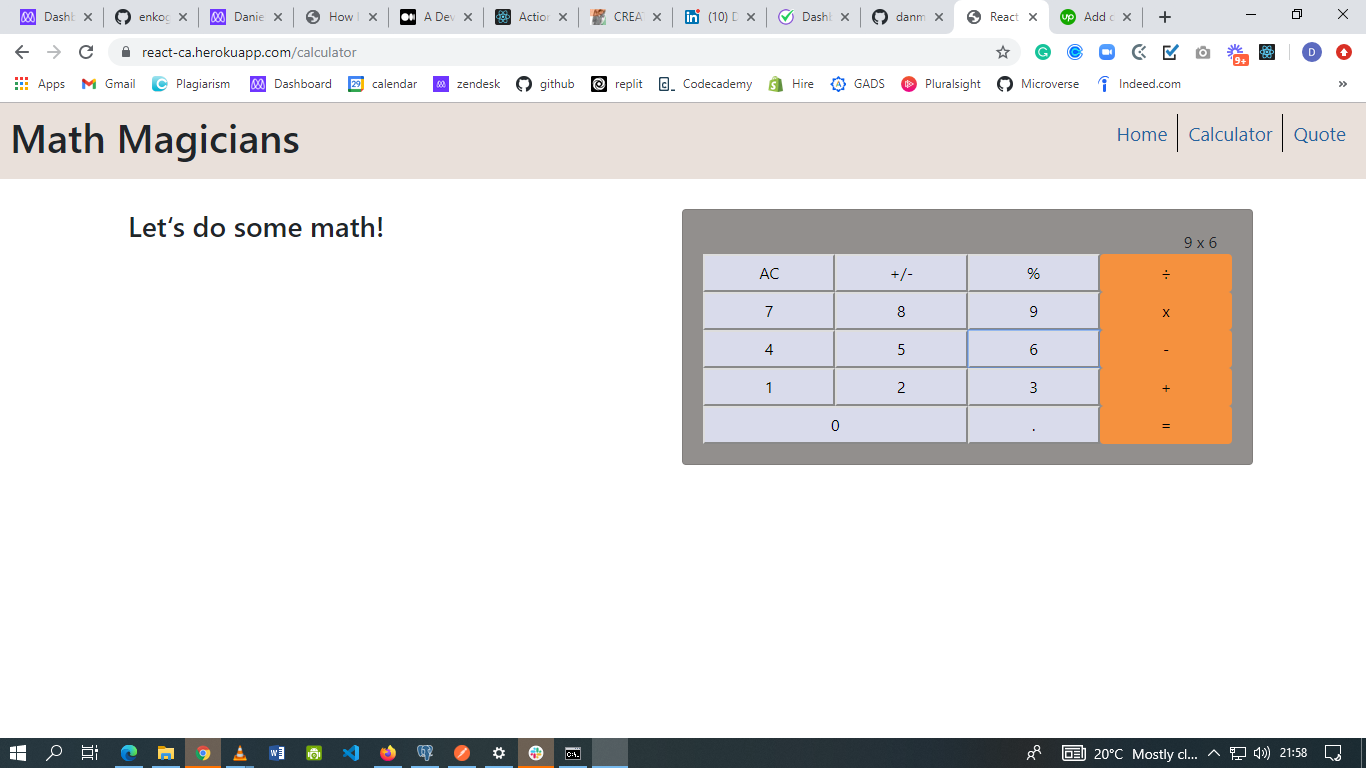 Dashb
enkog
Danie
How I
A Dev
Action
CREAT
(10) D
Dashb
danm
React
Add c
react-ca.herokuapp.com/calculator
9+
D
Apps
Gmail
Plagiarism
Dashboard
calendar
zendesk
github
replit
Codecademy
Hire
GADS
Pluralsight
Microverse
Indeed.com
»
Math Magicians
Home
Calculator
Quote
Let‘s do some math!
9 x 6
AC +/- % ÷
7 8 9 x
4 5 6 -
1 2 3 +
0 . =
20°C Mostly cl...
21:58